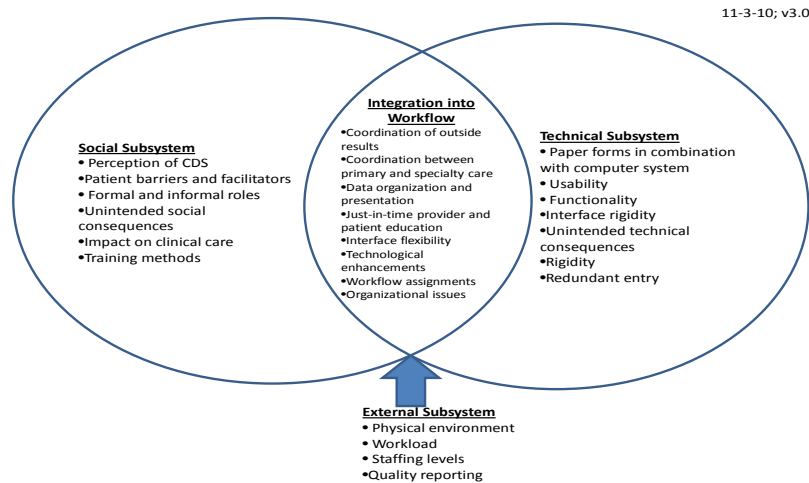 11-3-10; v3.0
Social Subsystem
• Perception of CDS
•Patient barriers and facilitators
• Formal and informal roles
•Unintended social
consequences
•Impact on clinical care
•Training methods
Integration into
Workflow
•Coordination of outside
results
•Coordination between
primary and specialty care
•Data organization and
presentation
•Just-in-time provider and
patient education
•Interface flexibility
•Technological
enhancements
•Workflow assignments
•Organizational issues
Technical Subsystem
• Paper forms in combination
with computer system
• Usability
• Functionality
•Interface rigidity
•Unintended technical
consequences
•Rigidity
•Redundant entry
External Subsystem
• Physical environment
• Workload
• Staffing levels
•Quality reporting